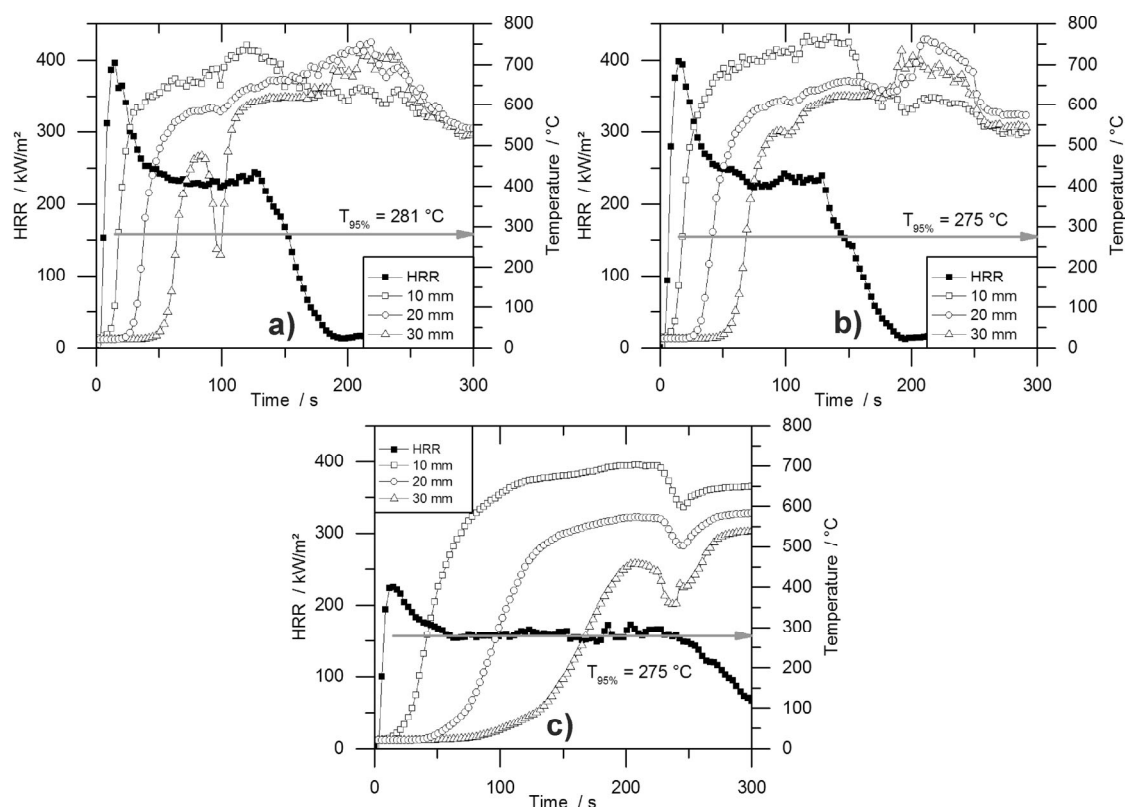 HRR / kW/m²
400
300
200
100
0
T95% = 281 °C
HRR
10 mm
20 mm
30 mm
a)
0 100 200 300
Time / s
800
700
600
500
400
300
200
100
0
Temperature / °C
HRR / kW/m²
400
300
200
100
0
T95% = 275 °C
HRR
10 mm
20 mm
30 mm
b)
0 100 200 300
Time / s
800
700
600
500
400
300
200
100
0
Temperature / °C
HRR / kW/m²
400
300
200
100
0
HRR
10 mm
20 mm
30 mm
T95% = 275 °C
c)
0 100 200 300
Time / s
800
700
600
500
400
300
200
100
0
Temperature / °C